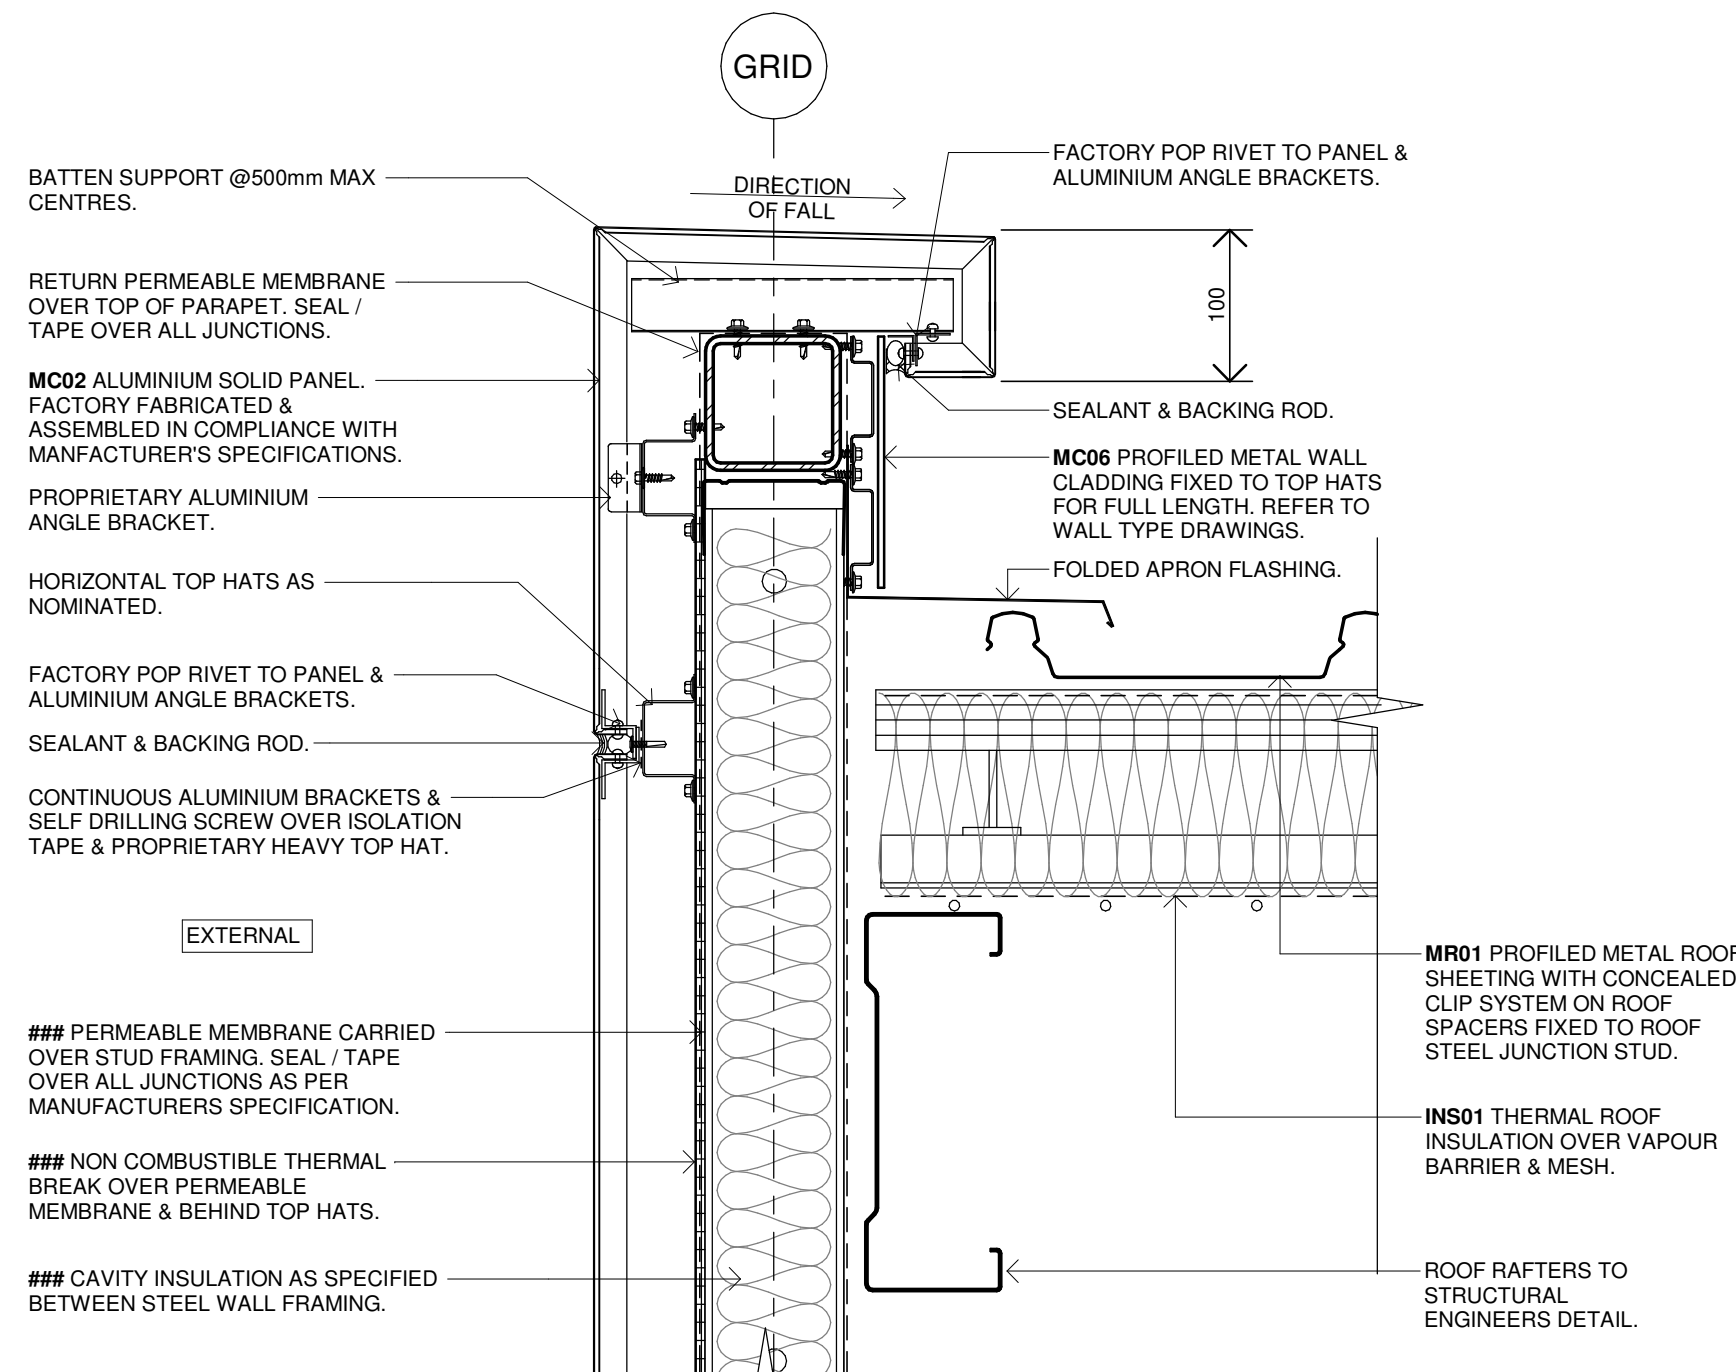 GRID
DIRECTION
OF FALL
BATTEN SUPPORT @500mm MAX
CENTRES.
RETURN PERMEABLE MEMBRANE
OVER TOP OF PARAPET. SEAL /
TAPE OVER ALL JUNCTIONS.
MC02 ALUMINIUM SOLID PANEL.
FACTORY FABRICATED &
ASSEMBLED IN COMPLIANCE WITH
MANFACTURER'S SPECIFICATIONS.
PROPRIETARY ALUMINIUM
ANGLE BRACKET.
HORIZONTAL TOP HATS AS
NOMINATED.
FACTORY POP RIVET TO PANEL &
ALUMINIUM ANGLE BRACKETS.
SEALANT & BACKING ROD.
CONTINUOUS ALUMINIUM BRACKETS &
SELF DRILLING SCREW OVER ISOLATION
TAPE & PROPRIETARY HEAVY TOP HAT.
EXTERNAL
### PERMEABLE MEMBRANE CARRIED
OVER STUD FRAMING. SEAL / TAPE
OVER ALL JUNCTIONS AS PER
MANUFACTURERS SPECIFICATION.
### NON COMBUSTIBLE THERMAL
BREAK OVER PERMEABLE
MEMBRANE & BEHIND TOP HATS.
### CAVITY INSULATION AS SPECIFIED
BETWEEN STEEL WALL FRAMING.
FACTORY POP RIVET TO PANEL &
ALUMINIUM ANGLE BRACKETS.
100
SEALANT & BACKING ROD.
MC06 PROFILED METAL WALL
CLADDING FIXED TO TOP HATS
FOR FULL LENGTH. REFER TO
WALL TYPE DRAWINGS.
FOLDED APRON FLASHING.
MR01 PROFILED METAL ROOF
SHEETING WITH CONCEALED
CLIP SYSTEM ON ROOF
SPACERS FIXED TO ROOF
STEEL JUNCTION STUD.
INS01 THERMAL ROOF
INSULATION OVER VAPOUR
BARRIER & MESH.
ROOF RAFTERS TO
STRUCTURAL
ENGINEERS DETAIL.